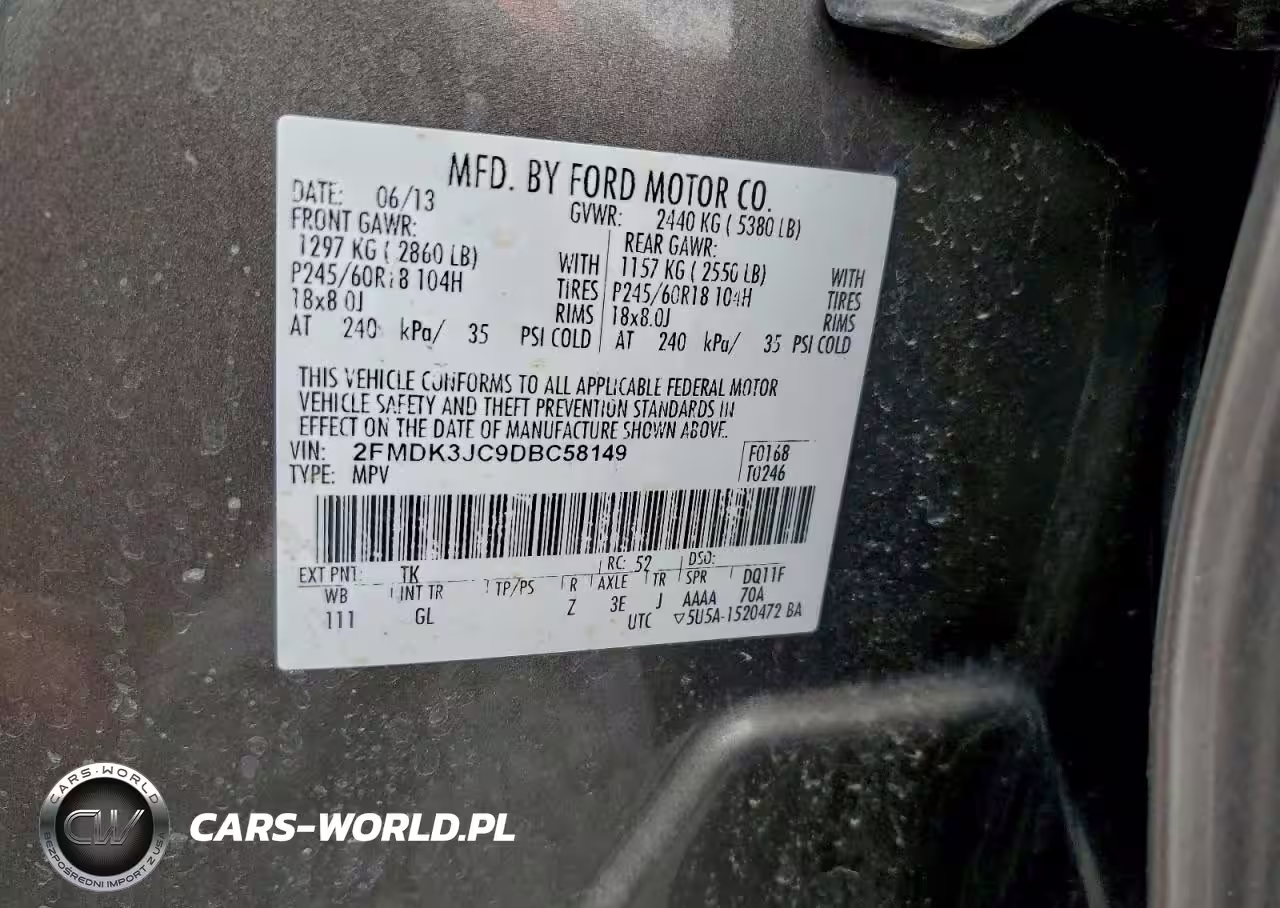 MFD. BY FORD MOTOR CO.
DATE: 06/13 GVWR: 2440 KG ( 5380 LB)
FRONT GAWR: REAR GAWR:
1297 KG ( 2860 LB) WITH 1157 KG ( 2550 LB) WITH
P245/60R18 104H TIRES P245/60R18 104H TIRES
18x8.0J RIMS 18x8.0J RIMS
AT 240 kPa/ 35 PSI COLD AT 240 kPa/ 35 PSI COLD
THIS VEHICLE CONFORMS TO ALL APPLICABLE FEDERAL MOTOR
VEHICLE SAFETY AND THEFT PREVENTION STANDARDS IN
EFFECT ON THE DATE OF MANUFACTURE SHOWN ABOVE.
VIN: 2FMDK3JC9DBC58149 F0168
TYPE: MPV T0246
EXT PNT: TK RC: 52 DSO:
WB INT TR TP/PS R AXLE TR SPR DQ11F
111 GL Z 3E J AAAA 70A
UTC ▽5U5A-1520472 BA
CARS-WORLD
CW
BEZPOŚREDNI IMPORT Z USA
CARS-WORLD.PL